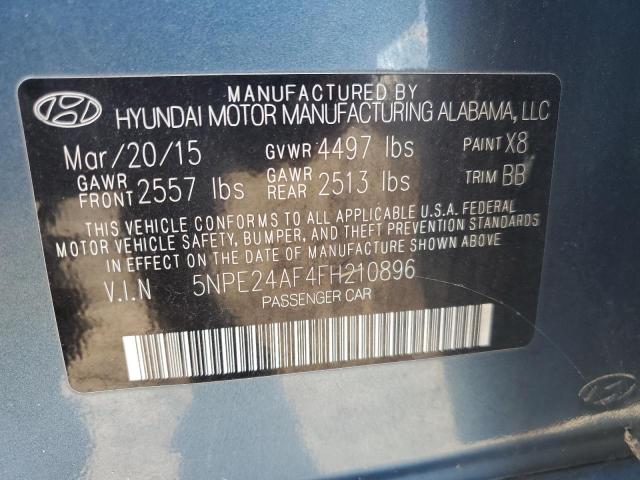 MANUFACTURED BY
HYUNDAI MOTOR MANUFACTURING ALABAMA, LLC
Mar/20/15 GVWR 4497 lbs PAINT X8
GAWR FRONT 2557 lbs GAWR REAR 2513 lbs TRIM BB
THIS VEHICLE CONFORMS TO ALL APPLICABLE U.S.A. FEDERAL
MOTOR VEHICLE SAFETY, BUMPER, AND THEFT PREVENTION STANDARDS
IN EFFECT ON THE DATE OF MANUFACTURE SHOWN ABOVE
V.I.N 5NPE24AF4FH210896
PASSENGER CAR